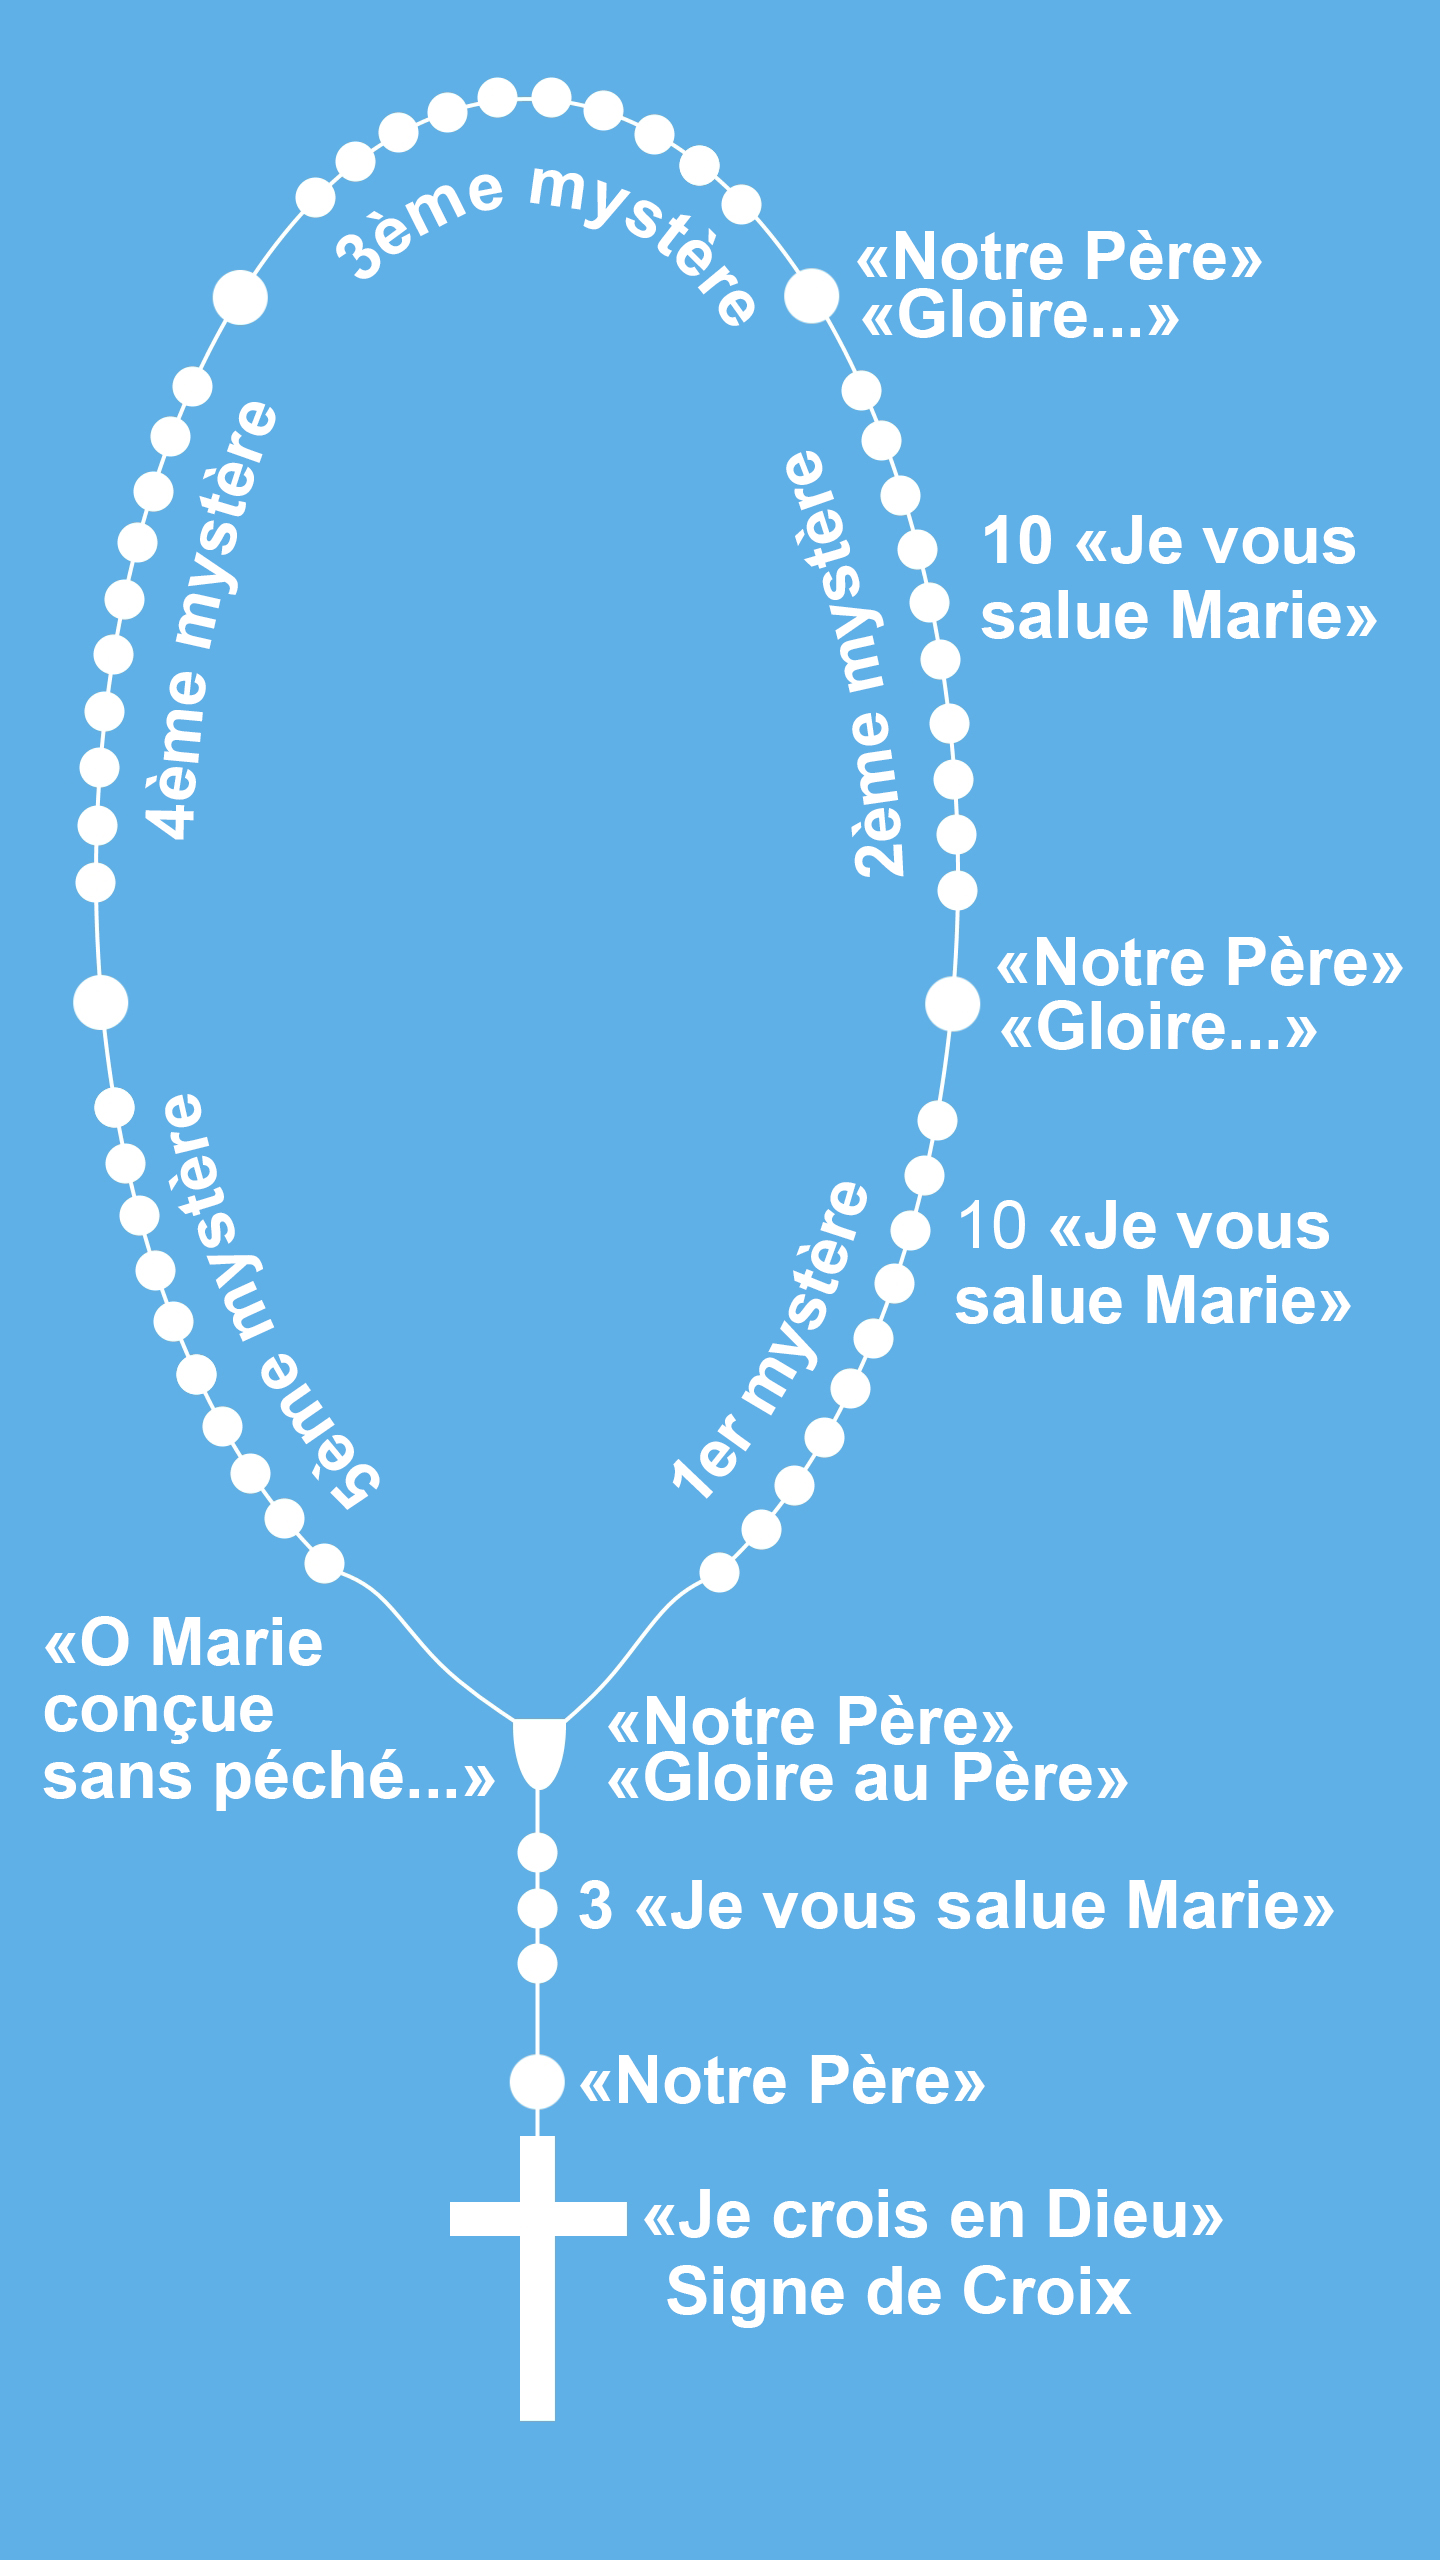 3ème mystère
«Notre Père»
«Gloire...»
4ème mystère
2ème mystère
10 «Je vous
salue Marie»
«Notre Père»
«Gloire...»
5ème mystère
1er mystère
10 «Je vous
salue Marie»
«O Marie
conçue
sans péché...»
«Notre Père»
«Gloire au Père»
3 «Je vous salue Marie»
«Notre Père»
«Je crois en Dieu»
Signe de Croix